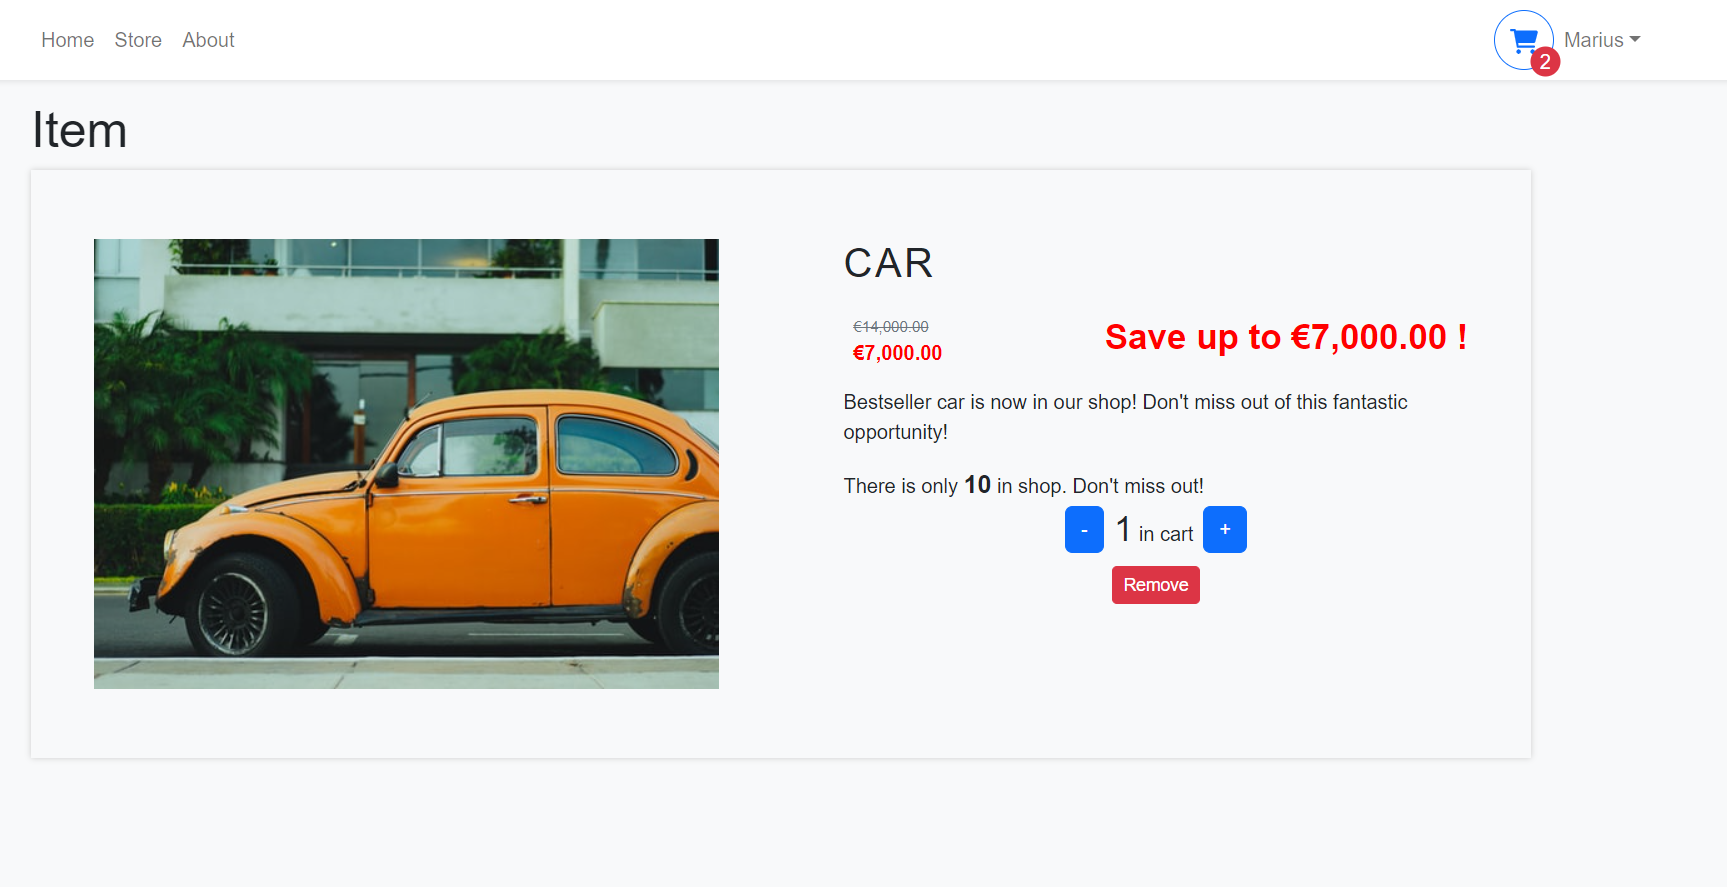 Home Store About
2 Marius
Item
CAR
€14,000.00
€7,000.00
Save up to €7,000.00 !
Bestseller car is now in our shop! Don't miss out of this fantastic
opportunity!
There is only 10 in shop. Don't miss out!
- 1 in cart +
Remove